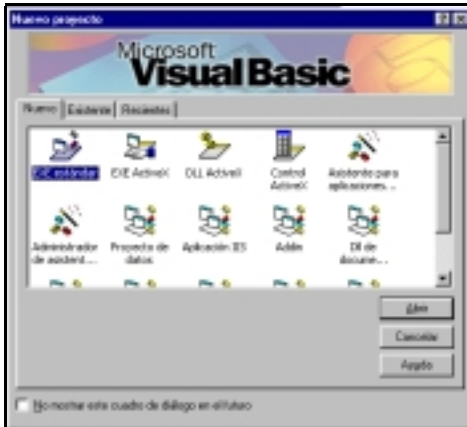 Nuevo proyecto
Microsoft
Visual Basic
Nuevo Existente Recientes
EXE estándar EXE ActiveX DLL ActiveX Control ActiveX Asistente para aplicaciones...
Administrador de asistent... Proyecto de datos Aplicación IIS Addin Dll de docume...
Abrir
Cancelar
Ayuda
No mostrar este cuadro de diálogo en el futuro